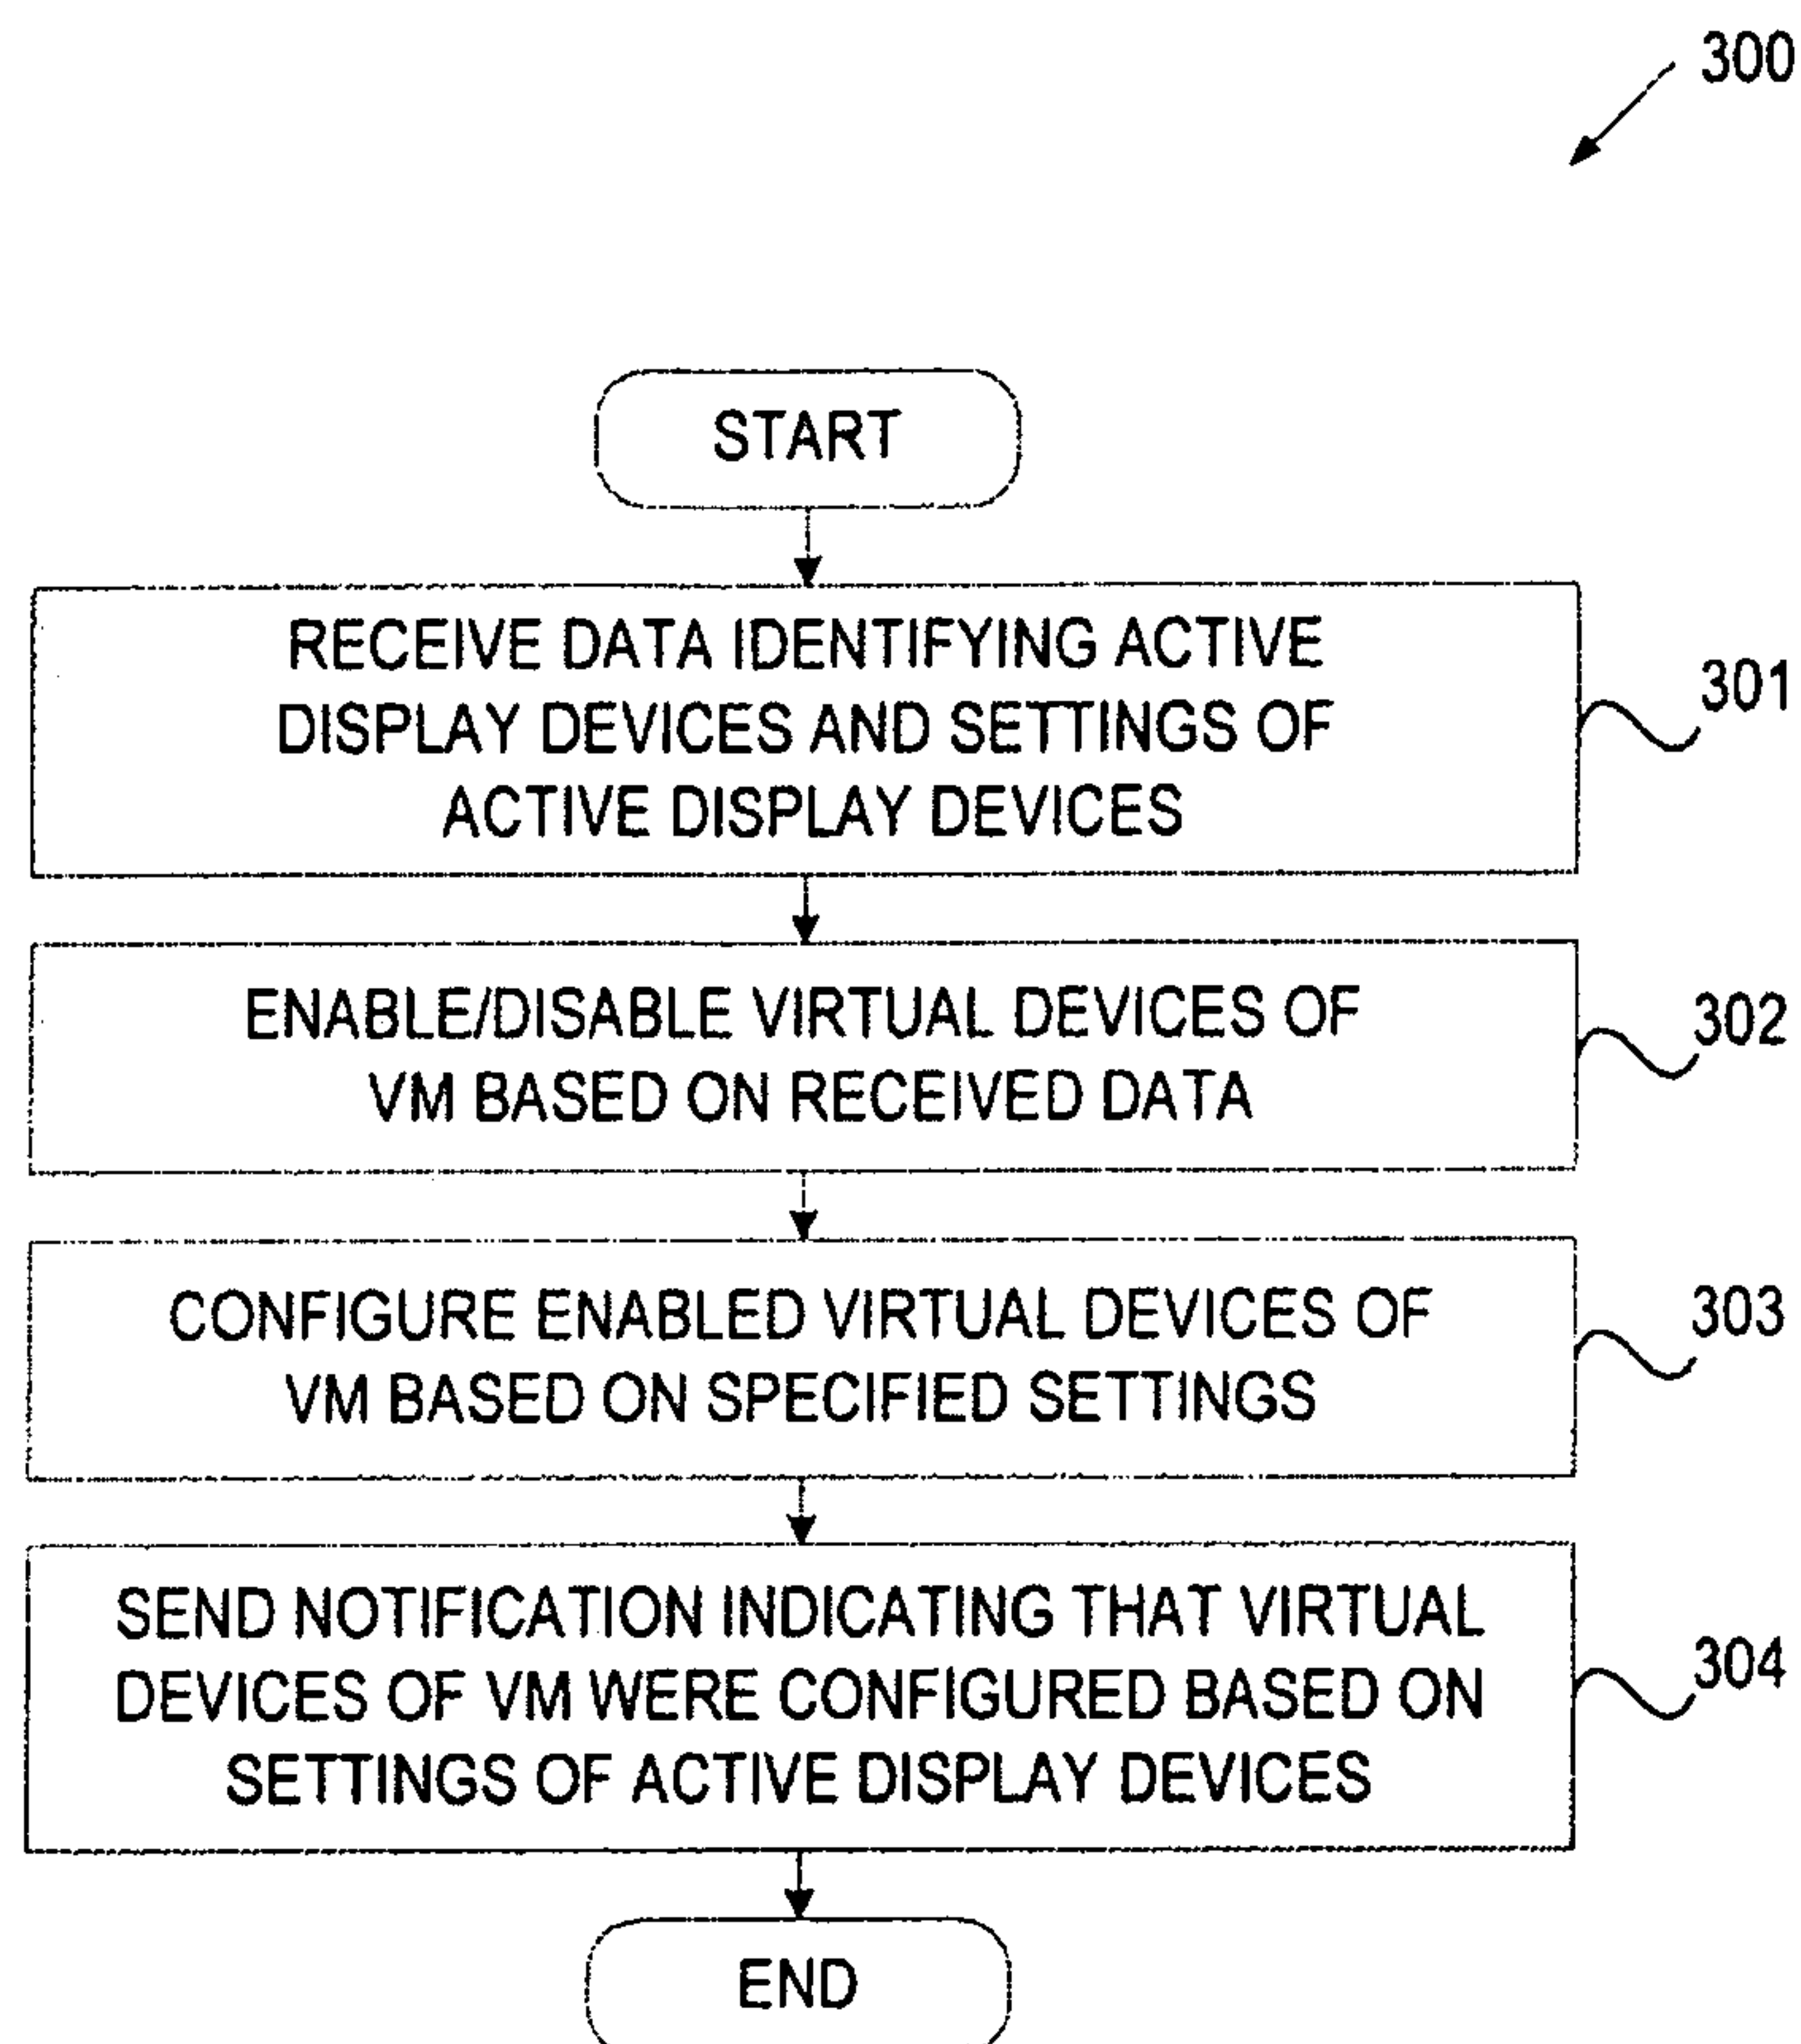 300
START
RECEIVE DATA IDENTIFYING ACTIVE
DISPLAY DEVICES AND SETTINGS OF
ACTIVE DISPLAY DEVICES
301
ENABLE/DISABLE VIRTUAL DEVICES OF
VM BASED ON RECEIVED DATA
302
CONFIGURE ENABLED VIRTUAL DEVICES OF
VM BASED ON SPECIFIED SETTINGS
303
SEND NOTIFICATION INDICATING THAT VIRTUAL
DEVICES OF VM WERE CONFIGURED BASED ON
SETTINGS OF ACTIVE DISPLAY DEVICES
304
END